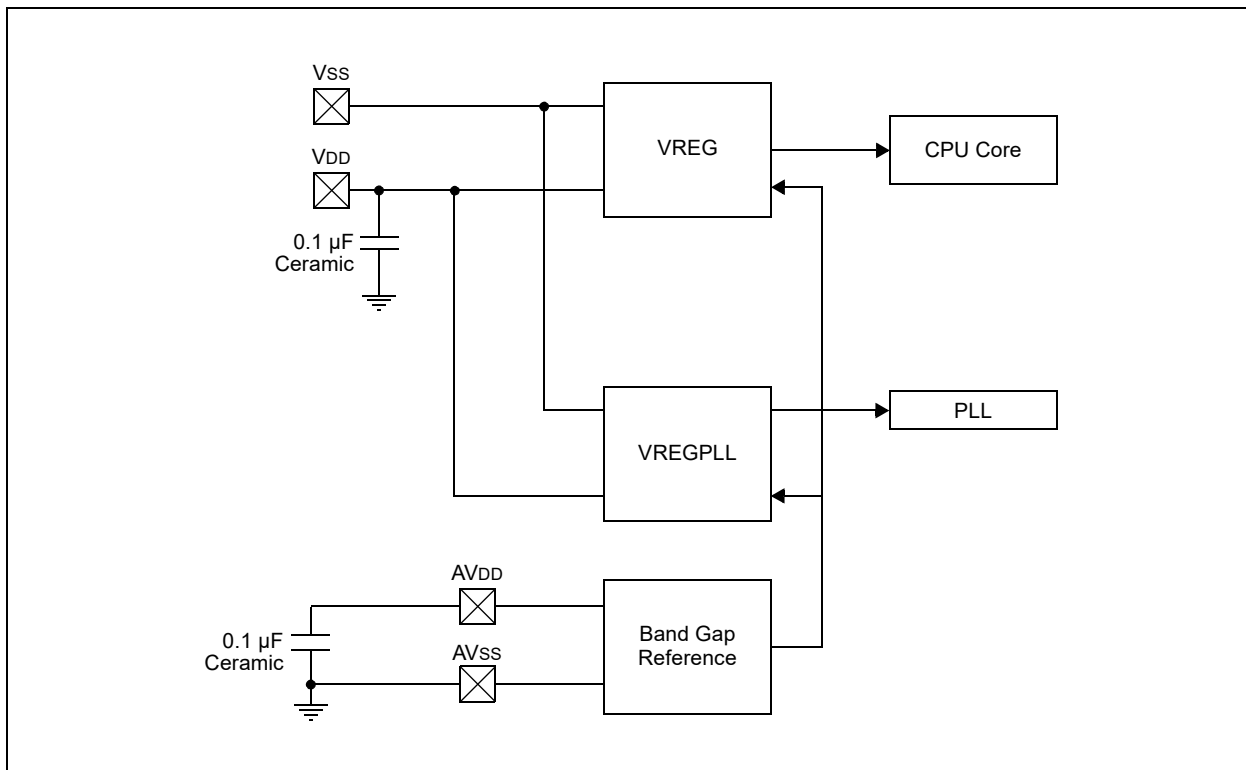 VSS
VREG
CPU Core
VDD
0.1 µF
Ceramic
VREGPLL
PLL
AVDD
0.1 µF
Ceramic
AVSS
Band Gap
Reference